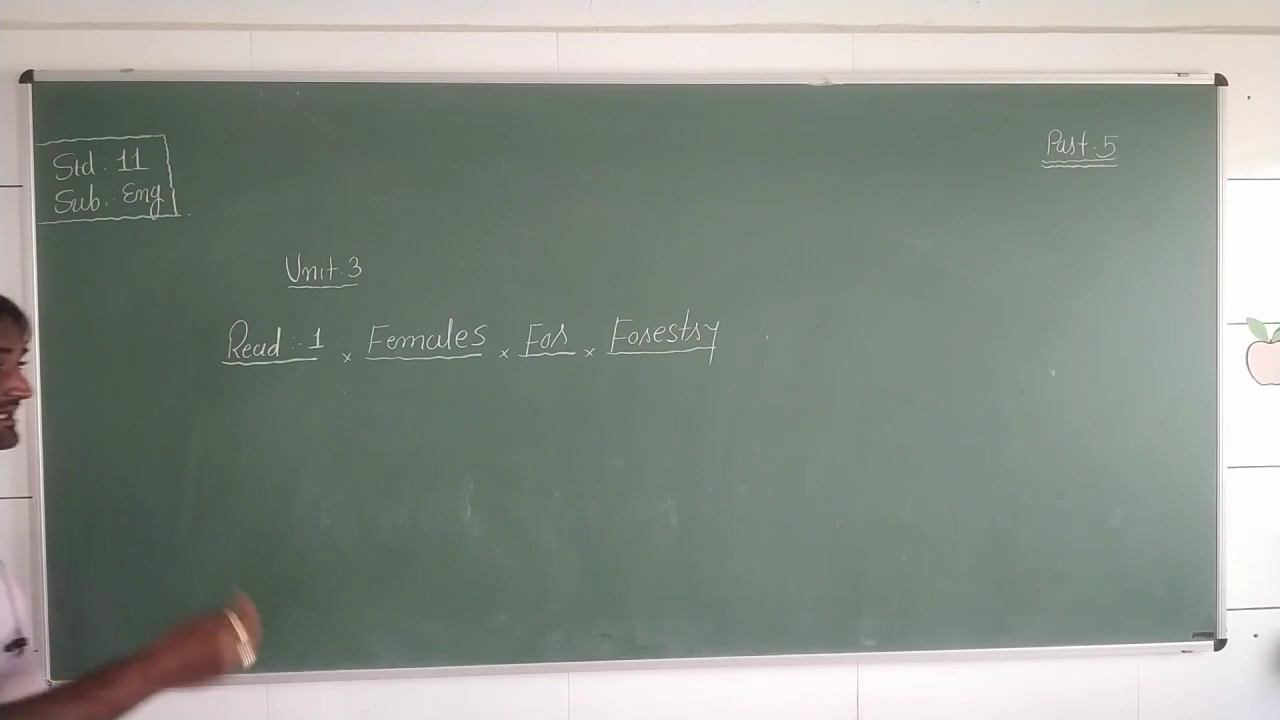 Std : 11
Sub. : Eng
Part. 5
Unit. 3
Read :- 1 × Females × For × Forestry